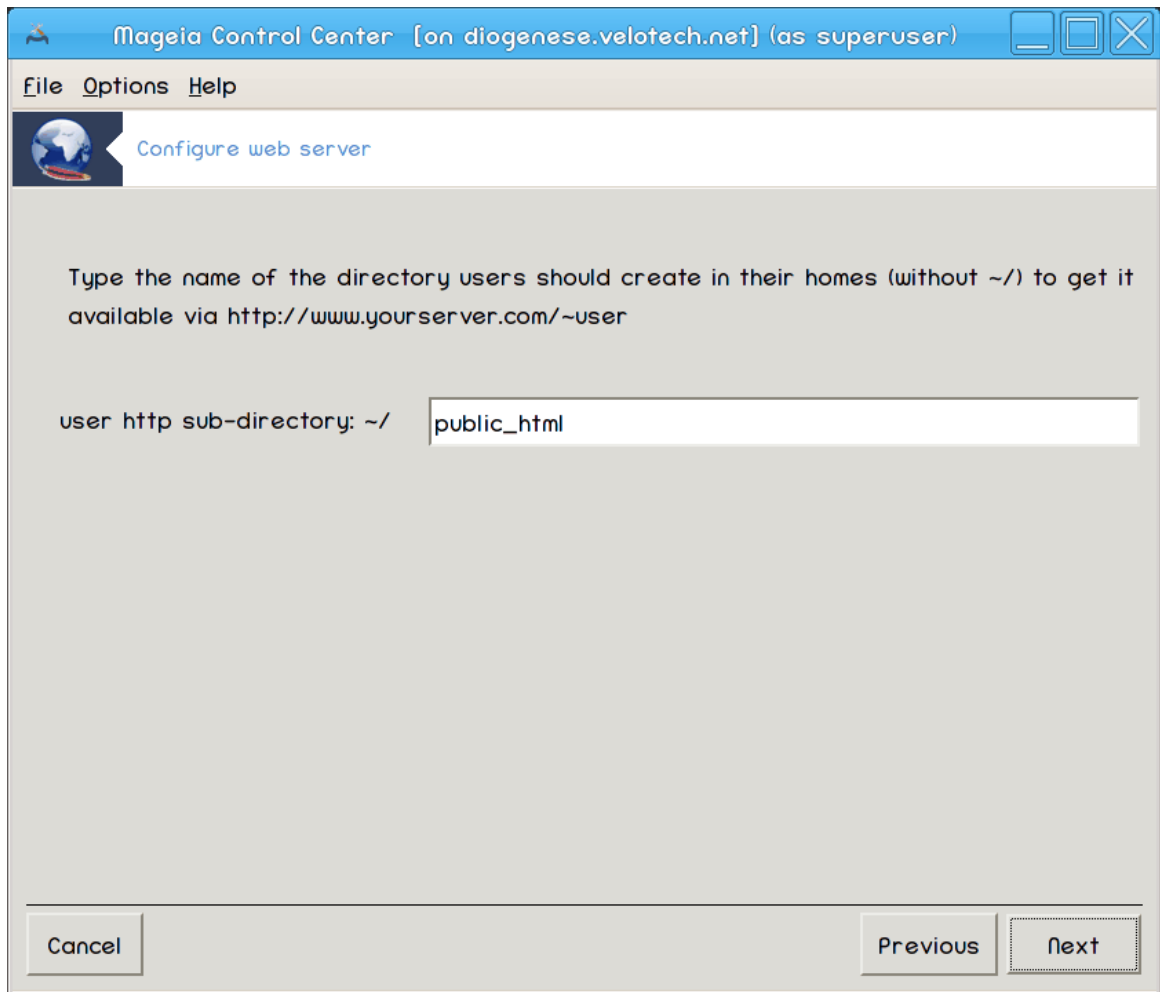 Mageia Control Center  [on diogenese.velotech.net] (as superuser)
File Options Help
Configure web server
Type the name of the directory users should create in their homes (without ~/) to get it
available via http://www.yourserver.com/~user
user http sub-directory: ~/ public_html
Cancel Previous Next